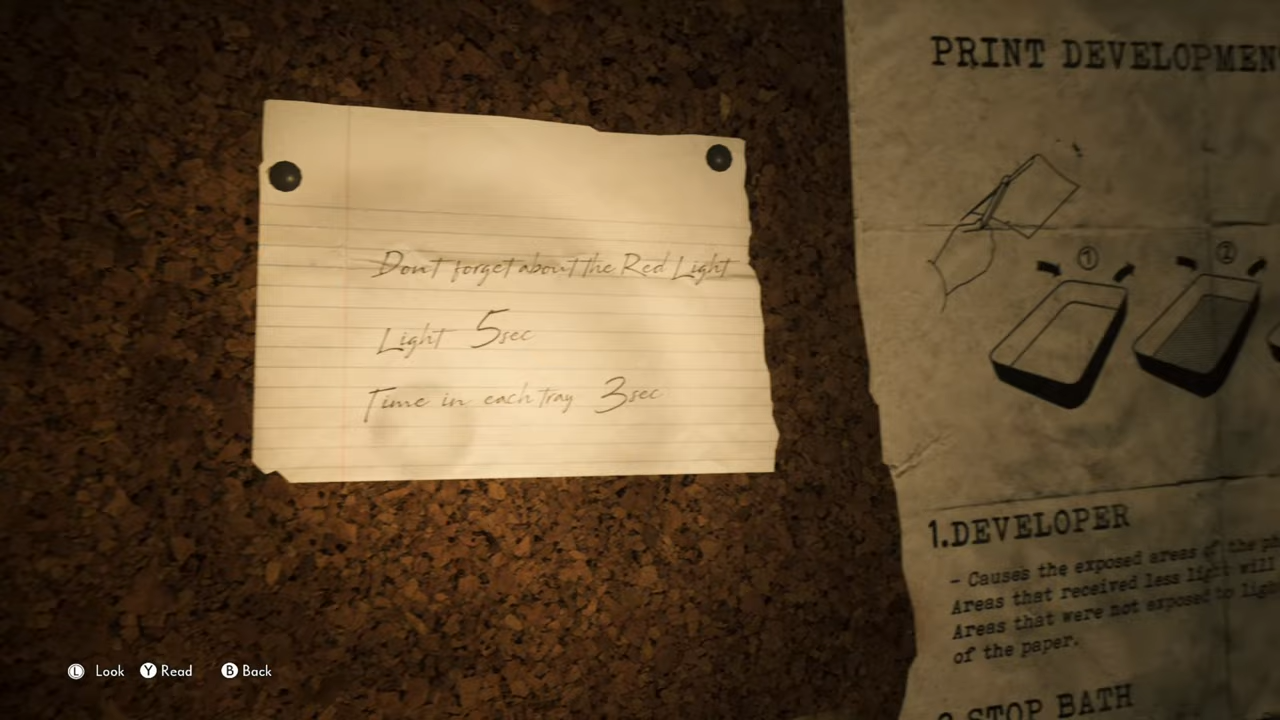 Don't forget about the Red Light
Light 5sec
Time in each tray 3sec
PRINT DEVELOPMEN
1
2
1.DEVELOPER
- Causes the exposed areas of the ph
Areas that received less light will
Areas that were not exposed to ligh
of the paper.
2.STOP BATH
L Look Y Read B Back